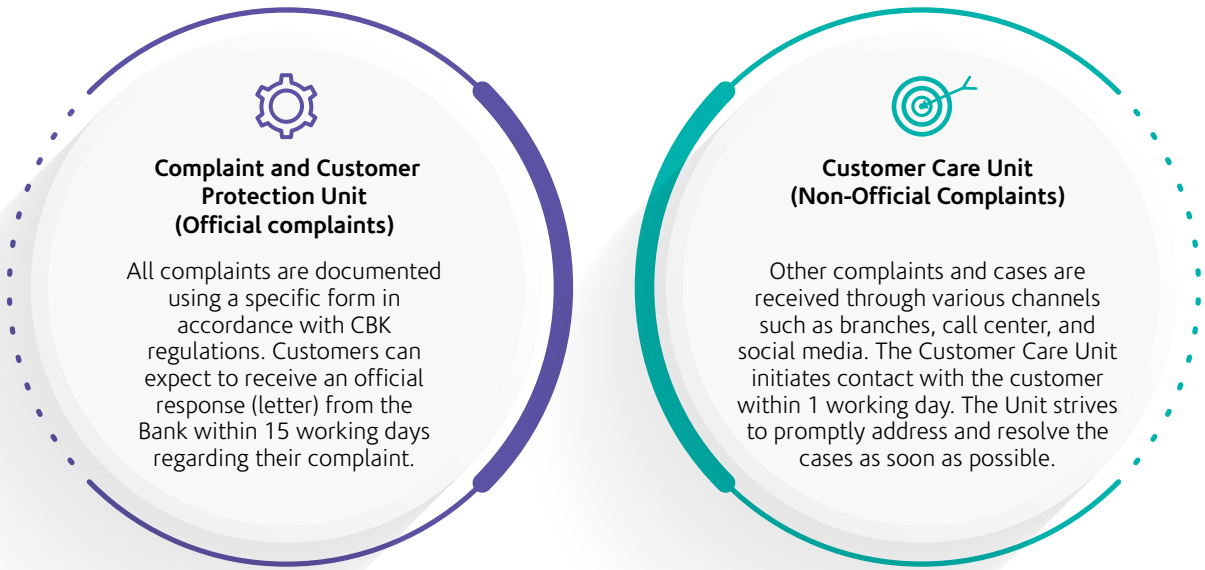 Complaint and Customer
Protection Unit
(Official complaints)
All complaints are documented
using a specific form in
accordance with CBK
regulations. Customers can
expect to receive an official
response (letter) from the
Bank within 15 working days
regarding their complaint.
Customer Care Unit
(Non-Official Complaints)
Other complaints and cases are
received through various channels
such as branches, call center, and
social media. The Customer Care Unit
initiates contact with the customer
within 1 working day. The Unit strives
to promptly address and resolve the
cases as soon as possible.